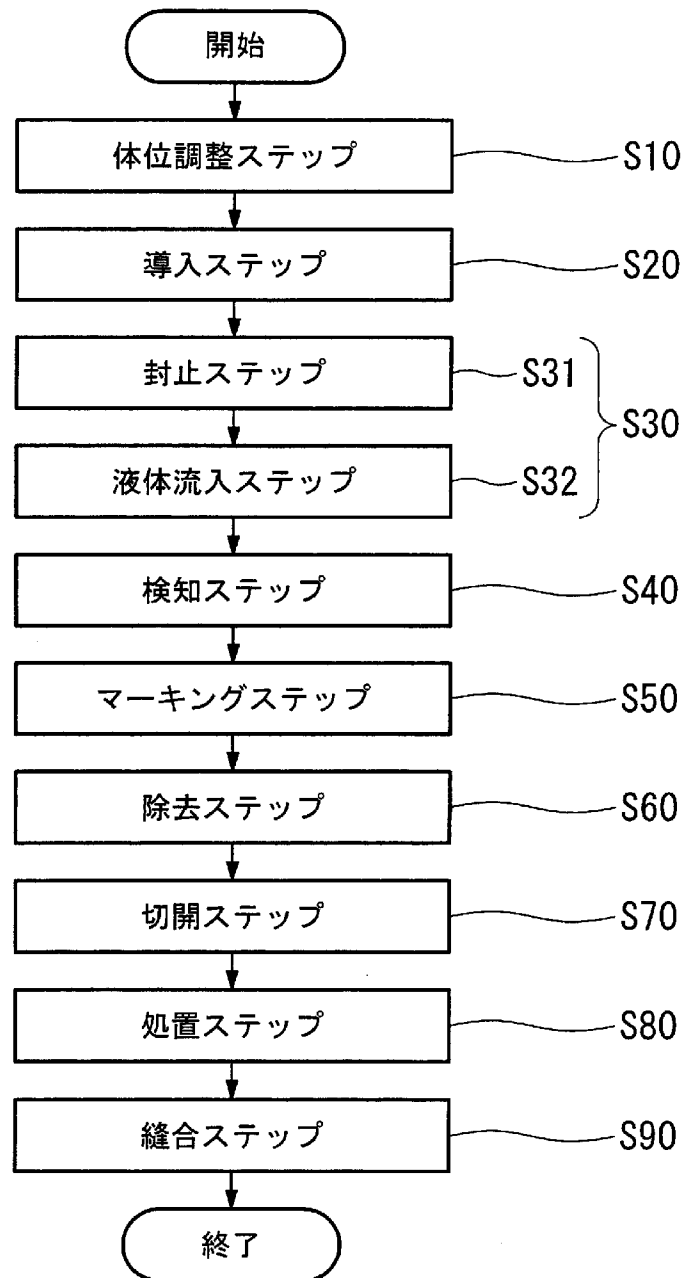 開始
体位調整ステップ S10
導入ステップ S20
封止ステップ S31
S30
液体流入ステップ S32
検知ステップ S40
マーキングステップ S50
除去ステップ S60
切開ステップ S70
処置ステップ S80
縫合ステップ S90
終了